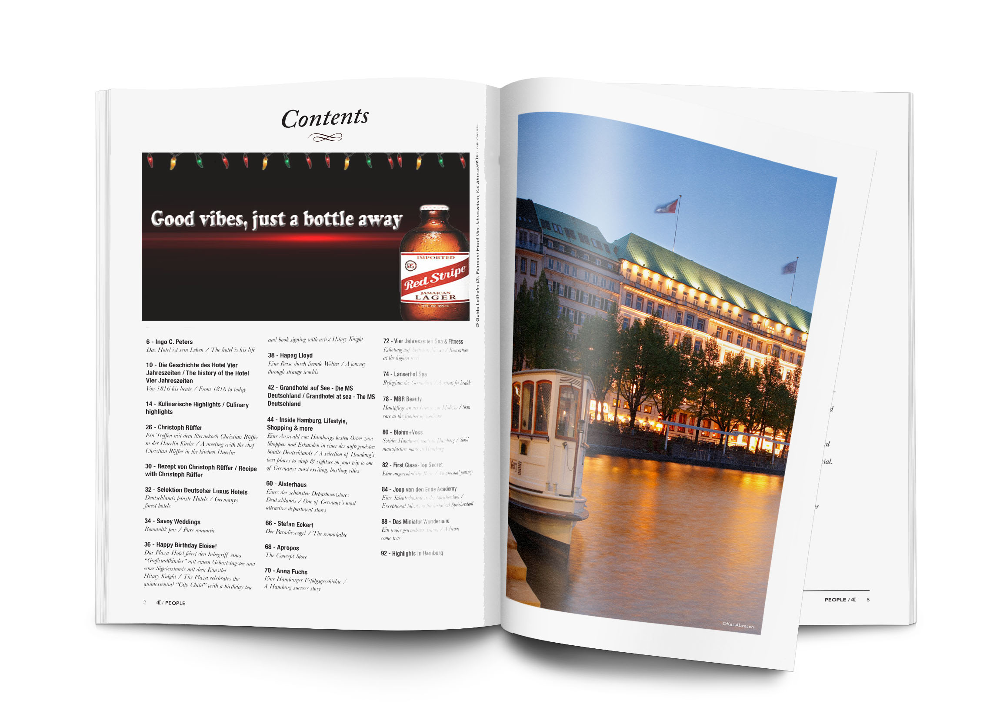 Contents
Good vibes, just a bottle away
IMPORTED
DG
Red Stripe
JAMAICAN
LAGER
12 FL. OZ. 355mL
© Guido Leifhelm (2), Fairmont Hotel Vier Jahreszeiten, Kai Abresch
6 - Ingo C. Peters
Das Hotel ist sein Leben / The hotel is his life
10 - Die Geschichte des Hotel Vier
Jahreszeiten / The history of the Hotel
Vier Jahreszeiten
Von 1816 bis heute / From 1816 to today
14 - Kulinarische Highlights / Culinary
highlights
26 - Christoph Rüffer
Ein Treffen mit dem Sternekoch Christian Rüffer
in der Haerlin Küche / A meeting with the chef
Christian Rüffer in the kitchen Haerlin
30 - Rezept von Christoph Rüffer / Recipe
with Christoph Rüffer
32 - Selektion Deutscher Luxus Hotels
Deutschlands feinste Hotels / Germanys
finest hotels
34 - Savoy Weddings
Romantik pur / Pure romantic
36 - Happy Birthday Eloise!
Das Plaza-Hotel feiert den Inbegriff eines
“Großstadtkindes” mit einem Geburtstagstee und
einer Signierstunde mit dem Künstler
Hilary Knight / The Plaza celebrates the
quintessential “City Child” with a birthday tea
and book signing with artist Hilary Knight
38 - Hapag Lloyd
Eine Reise durch fremde Welten / A journey
through strange worlds
42 - Grandhotel auf See - Die MS
Deutschland / Grandhotel at sea - The MS
Deutschland
44 - Inside Hamburg, Lifestyle,
Shopping & more
Eine Auswahl von Hamburgs besten Orten zum
Shoppen und Erkunden in einer der aufregendsten
Städte Deutschlands / A selection of Hamburg's
best places to shop & sightsee on your trip to one
of Germanys most exciting, bustling cities
60 - Alsterhaus
Eines der schönsten Departmentstores
Deutschlands / One of Germany's most
attractive department stores
66 - Stefan Eckert
Der Paradiesvogel / The remarkable
68 - Apropos
The Concept Store
70 - Anna Fuchs
Eine Hamburger Erfolgsgeschichte /
A Hamburg success story
72 - Vier Jahreszeiten Spa & Fitness
Erholung auf höchstem Niveau / Relaxation
at the highest level
74 - Lanserhof Spa
Refugium der Gesundheit / A retreat for health
78 - MBR Beauty
Hautpflege an der Grenze zur Medizin / Skin
care at the frontier of medicine
80 - Blohm+Voss
Solides Handwerk made in Hamburg / Solid
manufacture made in Hamburg
82 - First Class-Top Secret
Eine ungewöhnliche Reise / An unusual journey
84 - Joop van den Ende Academy
Eine Talentschmiede in der Speicherstadt /
Exceptional talents in the historical Speicherstadt
88 - Das Miniatur Wunderland
Ein wahr gewordener Traum / A dream
come true
92 - Highlights in Hamburg
2 / PEOPLE
Georg
©Kai Abresch
PEOPLE / 5